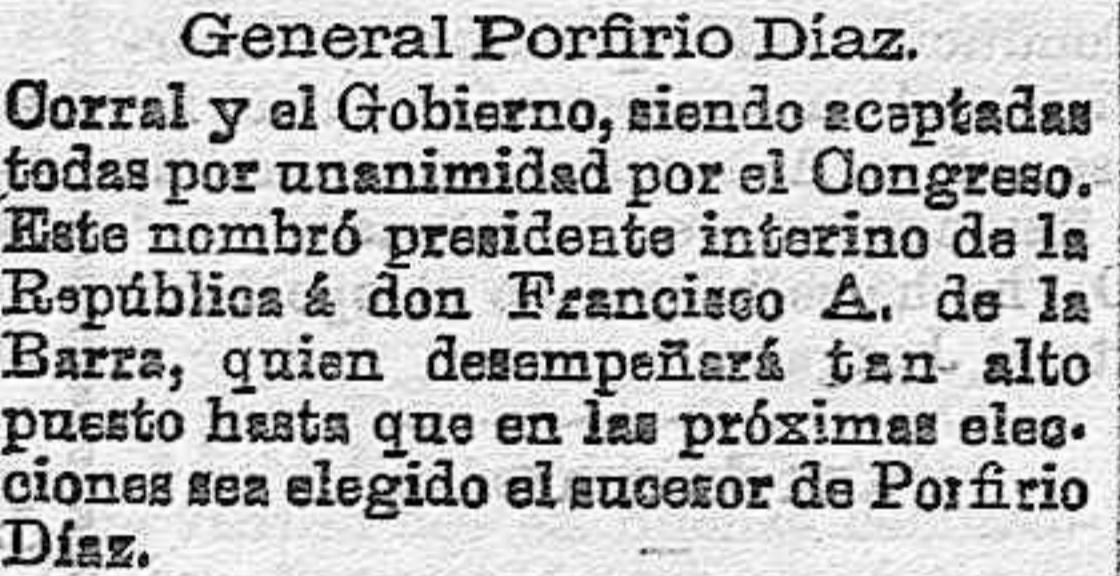 General Porfirio Díaz.
Corral y el Gobierno, siendo aceptadas
todas por unanimidad por el Congreso.
Este nombró presidente interino de la
República á don Francisco A. de la
Barra, quien desempeñará tan alto
puesto hasta que en las próximas elec-
ciones sea elegido el sucesor de Porfirio
Díaz.